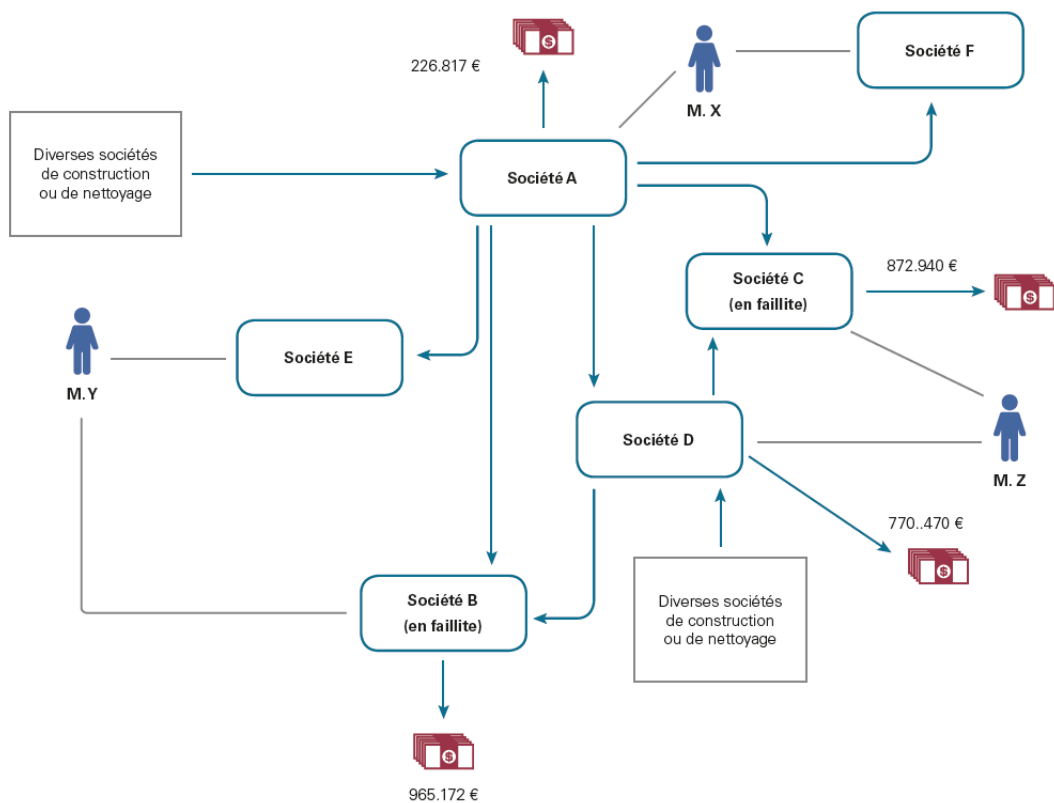 226.817 €
M. X
Société F
Diverses sociétés
de construction
ou de nettoyage
Société A
Société C
(en faillite)
872.940 €
M. Y
Société E
Société D
M. Z
770..470 €
Société B
(en faillite)
Diverses sociétés
de construction
ou de nettoyage
965.172 €